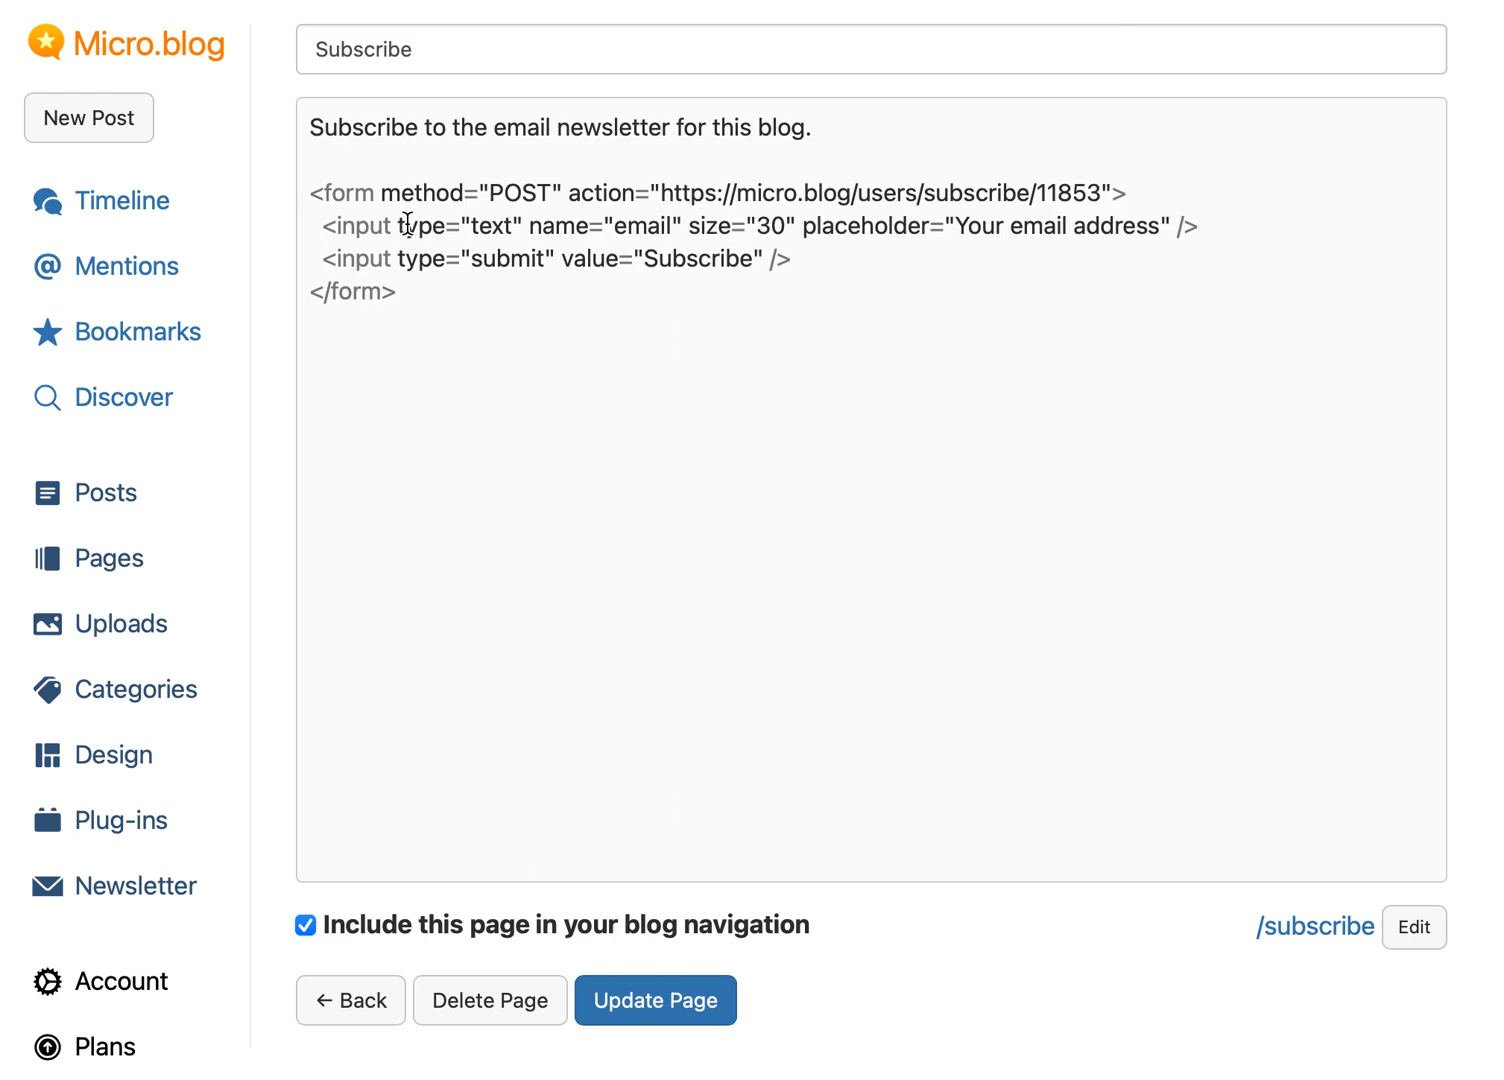 Micro.blog
New Post
Timeline
Mentions
Bookmarks
Discover
Posts
Pages
Uploads
Categories
Design
Plug-ins
Newsletter
Account
Plans
Subscribe
Subscribe to the email newsletter for this blog.
<form method="POST" action="https://micro.blog/users/subscribe/11853">
<input type="text" name="email" size="30" placeholder="Your email address" />
<input type="submit" value="Subscribe" />
</form>
Include this page in your blog navigation
/subscribe Edit
← Back Delete Page Update Page